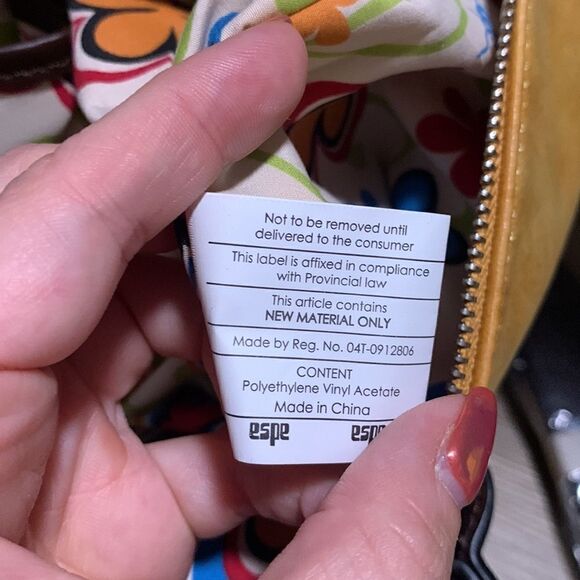 Not to be removed until
delivered to the consumer
This label is affixed in compliance
with Provincial law
This article contains
NEW MATERIAL ONLY
Made by Reg. No. 04T-0912806
CONTENT
Polyethylene Vinyl Acetate
Made in China
espe esp